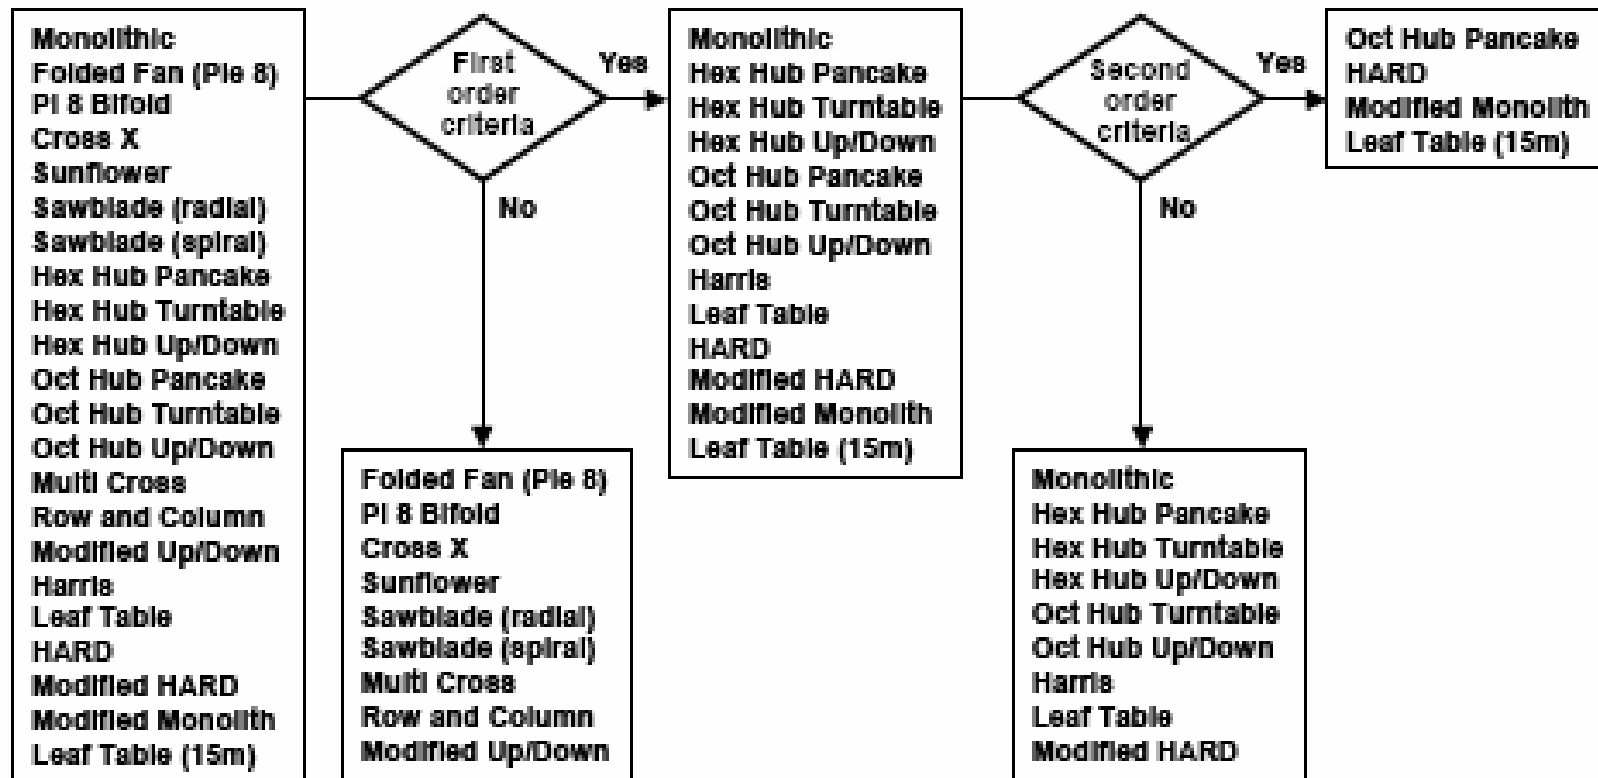 Monolithic
Folded Fan (Pie 8)
Pi 8 Bifold
Cross X
Sunflower
Sawblade (radial)
Sawblade (spiral)
Hex Hub Pancake
Hex Hub Turntable
Hex Hub Up/Down
Oct Hub Pancake
Oct Hub Turntable
Oct Hub Up/Down
Multi Cross
Row and Column
Modified Up/Down
Harris
Leaf Table
HARD
Modified HARD
Modified Monolith
Leaf Table (15m)
First
order
criteria
Yes
No
Folded Fan (Pie 8)
Pi 8 Bifold
Cross X
Sunflower
Sawblade (radial)
Sawblade (spiral)
Multi Cross
Row and Column
Modified Up/Down
Monolithic
Hex Hub Pancake
Hex Hub Turntable
Hex Hub Up/Down
Oct Hub Pancake
Oct Hub Turntable
Oct Hub Up/Down
Harris
Leaf Table
HARD
Modified HARD
Modified Monolith
Leaf Table (15m)
Second
order
criteria
Yes
No
Monolithic
Hex Hub Pancake
Hex Hub Turntable
Hex Hub Up/Down
Oct Hub Turntable
Oct Hub Up/Down
Harris
Leaf Table
Modified HARD
Oct Hub Pancake
HARD
Modified Monolith
Leaf Table (15m)